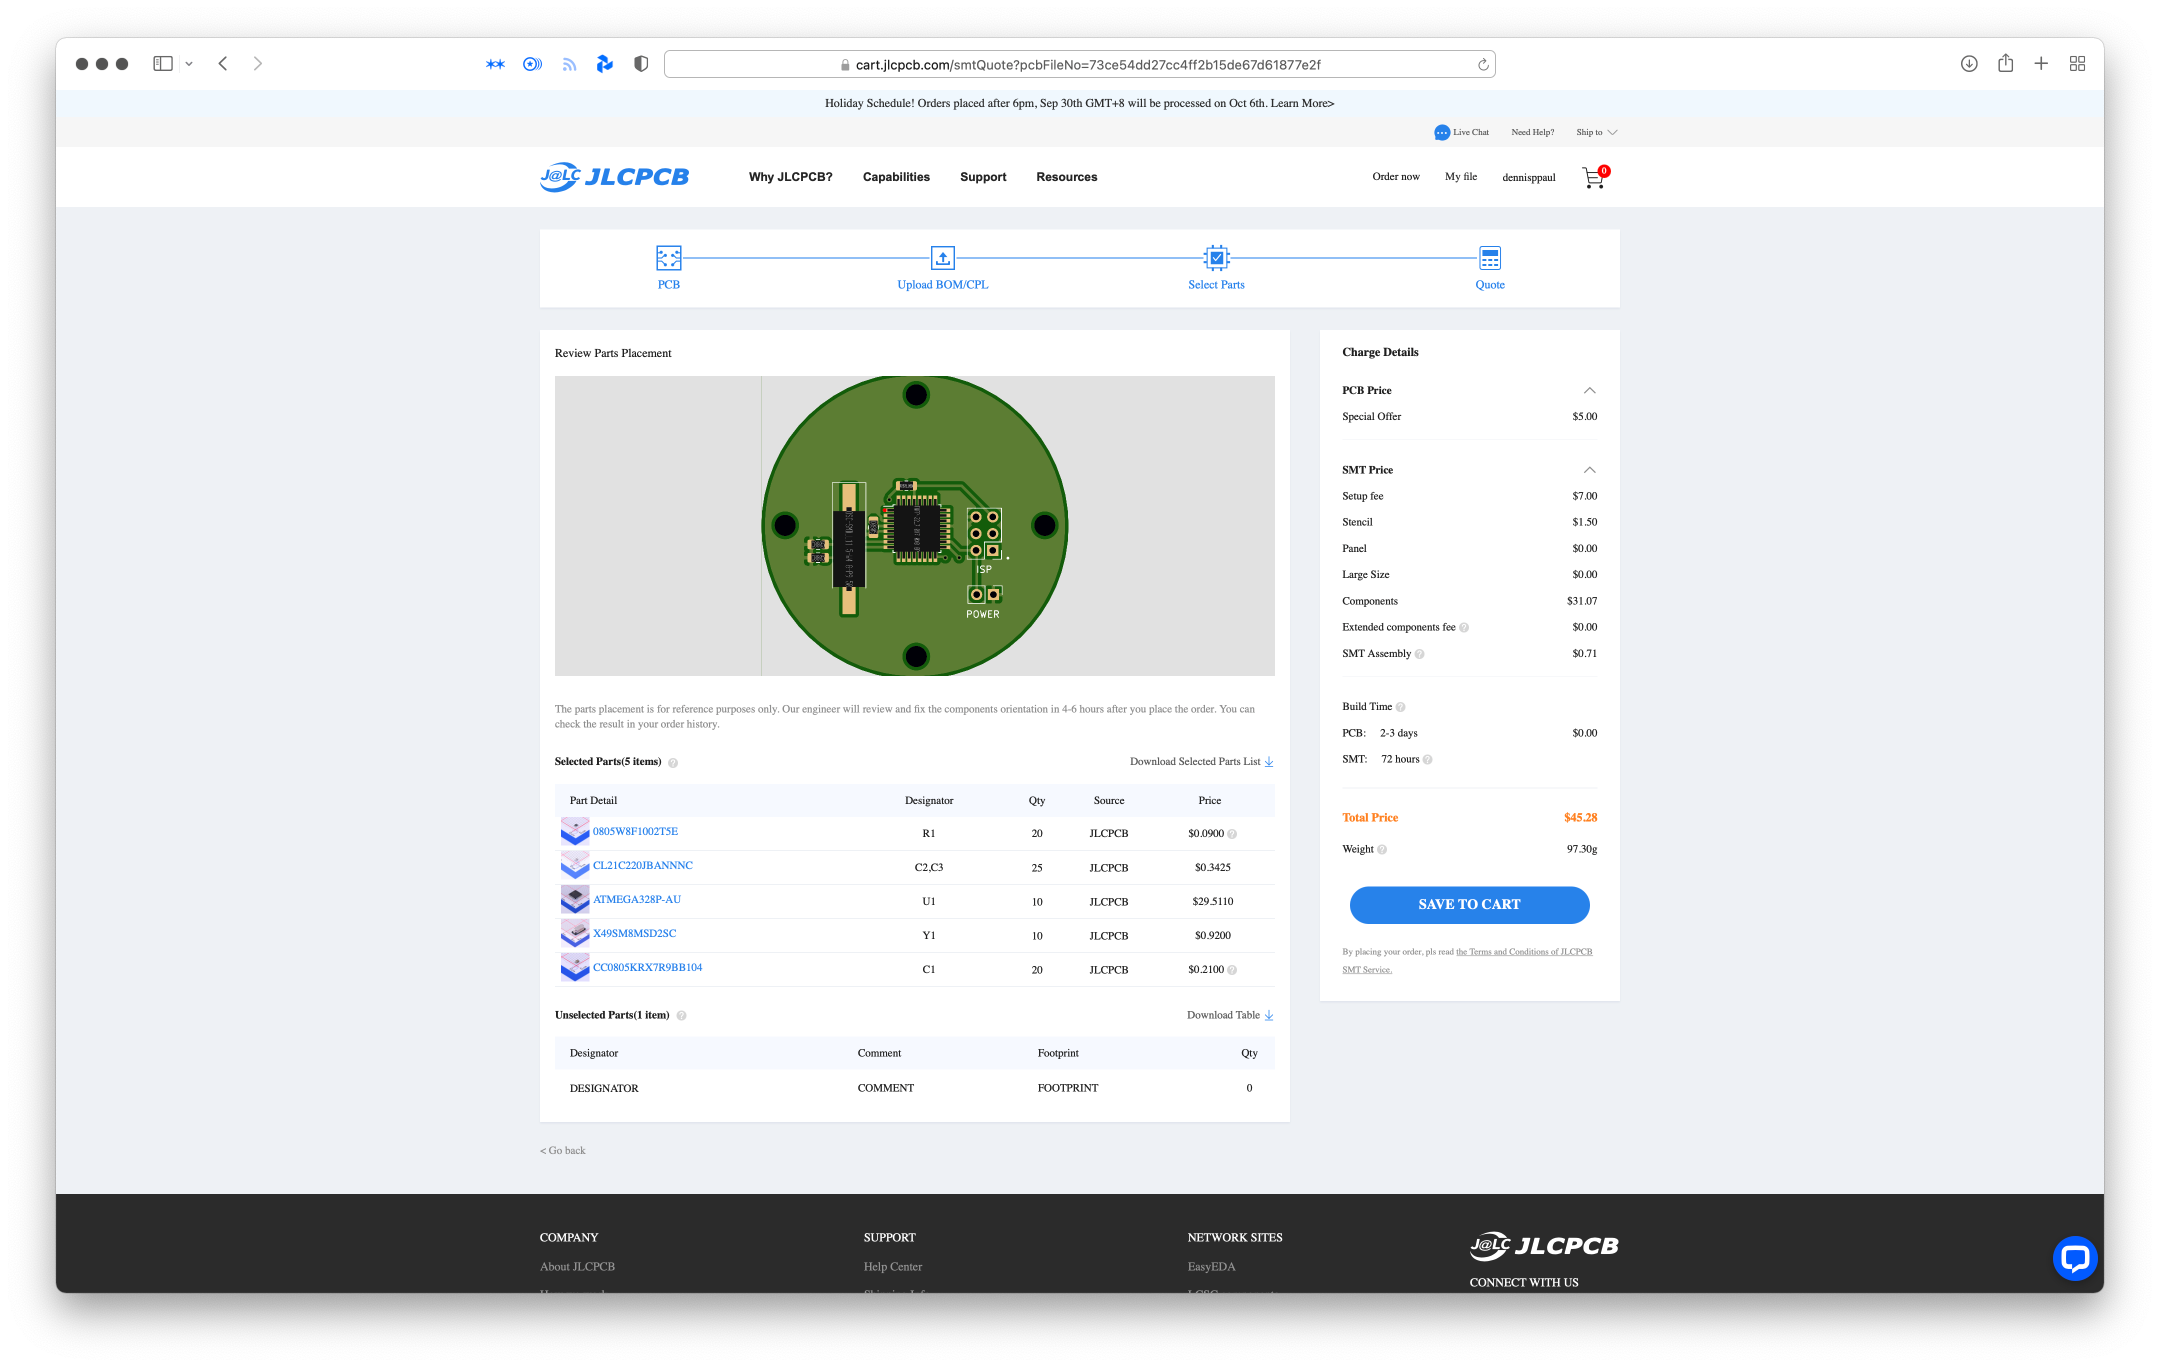 cart.jlcpcb.com/smtQuote?pcbFileNo=73ce54dd27cc4ff2b15de67d61877e2f
Holiday Schedule! Orders placed after 6pm, Sep 30th GMT+8 will be processed on Oct 6th. Learn More>
Live Chat Need Help? Ship to
J@LC JLCPCB Why JLCPCB? Capabilities Support Resources Order now My file dennisppaul 0
PCB Upload BOM/CPL Select Parts Quote
Review Parts Placement
ISP
POWER
The parts placement is for reference purposes only. Our engineer will review and fix the components orientation in 4-6 hours after you place the order. You can
check the result in your order history.
Selected Parts(5 items) ? Download Selected Parts List
Part Detail Designator Qty Source Price
0805W8F1002T5E R1 20 JLCPCB $0.0900 ?
CL21C220JBANNNC C2,C3 25 JLCPCB $0.3425
ATMEGA328P-AU U1 10 JLCPCB $29.5110
X49SM8MSD2SC Y1 10 JLCPCB $0.9200
CC0805KRX7R9BB104 C1 20 JLCPCB $0.2100 ?
Unselected Parts(1 item) ? Download Table
Designator Comment Footprint Qty
DESIGNATOR COMMENT FOOTPRINT 0
< Go back
Charge Details
PCB Price
Special Offer $5.00
SMT Price
Setup fee $7.00
Stencil $1.50
Panel $0.00
Large Size $0.00
Components $31.07
Extended components fee ? $0.00
SMT Assembly ? $0.71
Build Time ?
PCB: 2-3 days $0.00
SMT: 72 hours ?
Total Price $45.28
Weight ? 97.30g
SAVE TO CART
By placing your order, pls read the Terms and Conditions of JLCPCB
SMT Service.
COMPANY SUPPORT NETWORK SITES J@LC JLCPCB
About JLCPCB Help Center EasyEDA
CONNECT WITH US